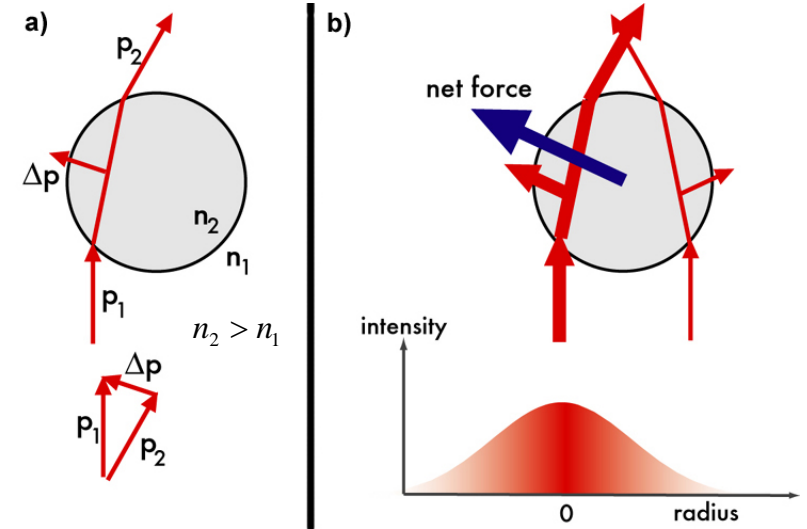 a)
p₂
Δp
n₂
n₁
p₁
n₂ > n₁
Δp
p₁
p₂
b)
net force
intensity
0
radius